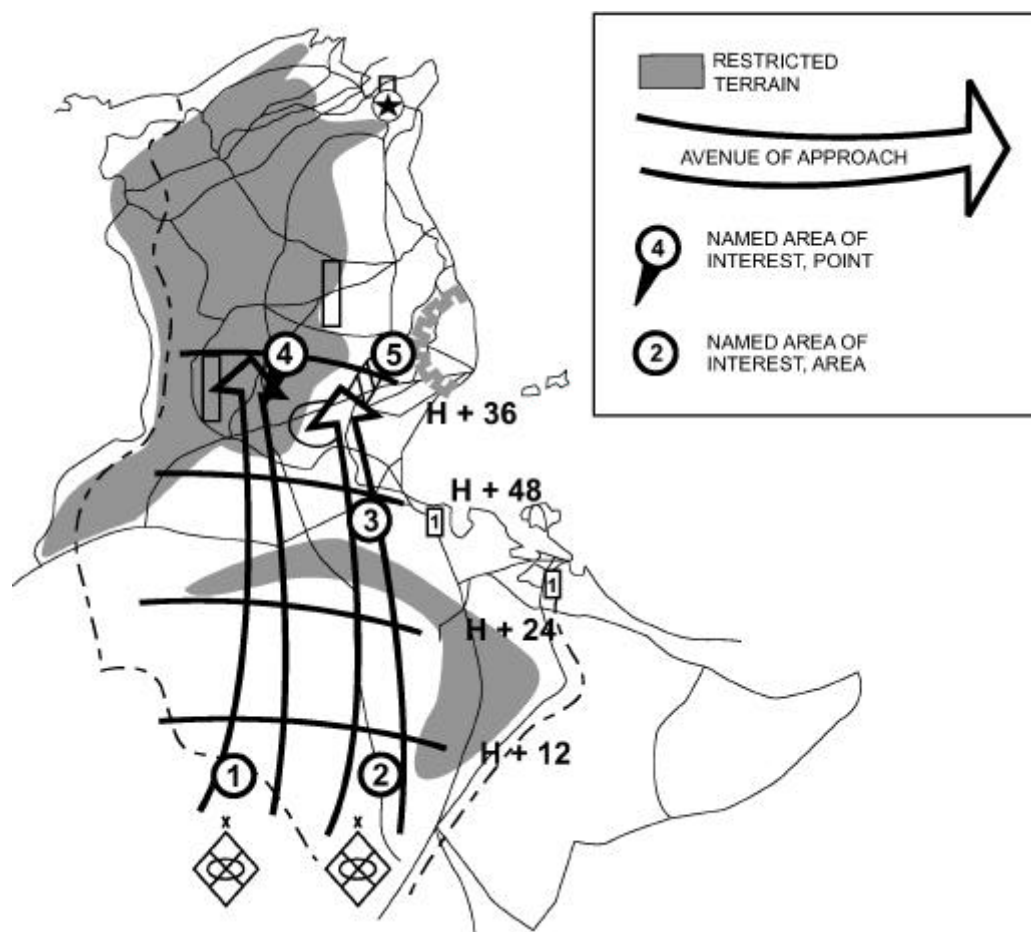 RESTRICTED
TERRAIN
AVENUE OF APPROACH
4
NAMED AREA OF
INTEREST, POINT
2
NAMED AREA OF
INTEREST, AREA
4
5
H + 36
H + 48
3
1
1
H + 24
H + 12
1
2
x
x